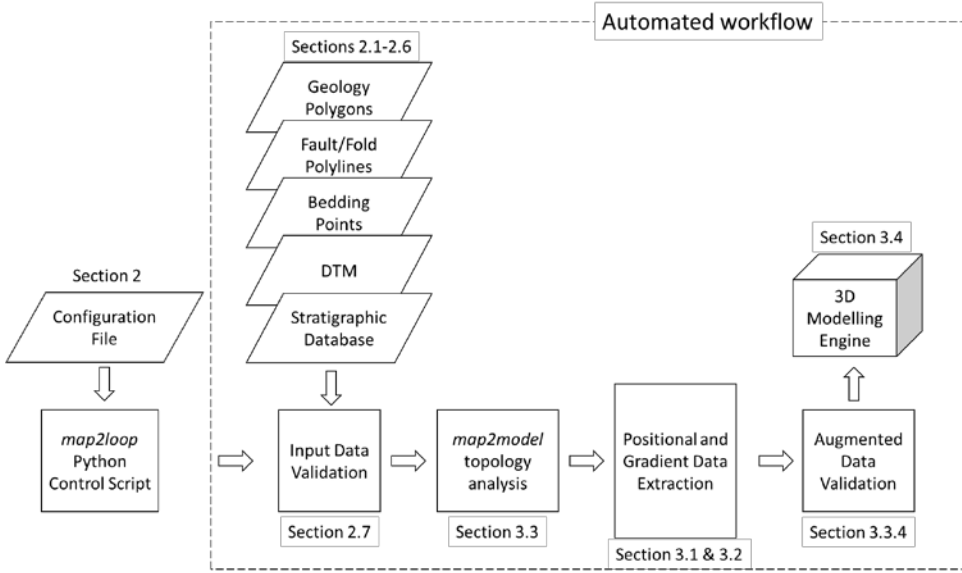 Automated workflow
Sections 2.1-2.6
Geology
Polygons
Fault/Fold
Polylines
Bedding
Points
DTM
Stratigraphic
Database
Section 2
Configuration
File
map2loop
Python
Control Script
Input Data
Validation
Section 2.7
map2model
topology
analysis
Section 3.3
Positional and
Gradient Data
Extraction
Section 3.1 & 3.2
Augmented
Data
Validation
Section 3.3.4
Section 3.4
3D
Modelling
Engine